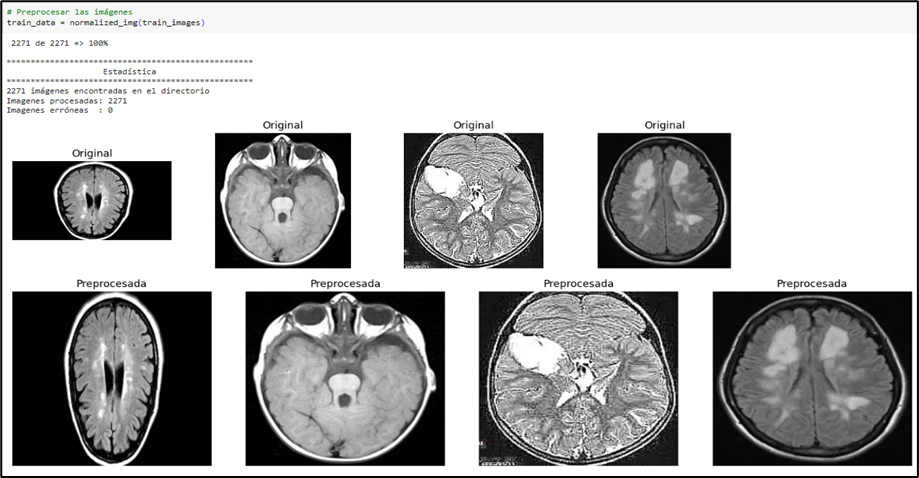 # Preprocesar las imágenes
train_data = normalized_img(train_images)
2271 de 2271 => 100%
***************************************************
Estadística
***************************************************
2271 imágenes encontradas en el directorio
Imagenes procesadas: 2271
Imagenes erróneas  : 0
Original
Original
Original
Original
Preprocesada
Preprocesada
Preprocesada
Preprocesada